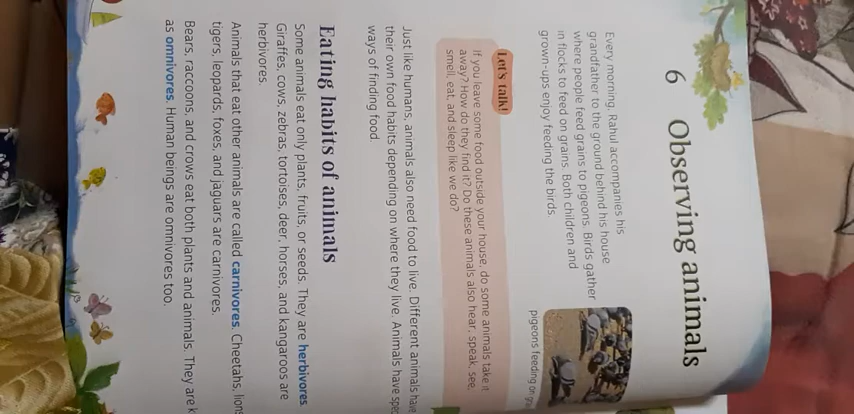 6 Observing animals
Every morning, Rahul accompanies his
grandfather to the ground behind his house
where people feed grains to pigeons. Birds gather
in flocks to feed on grains. Both children and
grown-ups enjoy feeding the birds.
pigeons feeding on
Let's talk!
If you leave some food outside your house, do some animals take it
away? How do they find it? Do these animals also hear, speak, see,
smell, eat, and sleep like we do?
Just like humans, animals also need food to live. Different animals have
their own food habits depending on where they live. Animals have
ways of finding food.
Eating habits of animals
Some animals eat only plants, fruits, or seeds. They are herbivores.
Giraffes, cows, zebras, tortoises, deer, horses, and kangaroos are
herbivores.
Animals that eat other animals are called carnivores. Cheetahs,
tigers, leopards, foxes, and jaguars are carnivores.
Bears, raccoons, and crows eat both plants and animals. They are
as omnivores. Human beings are omnivores too.